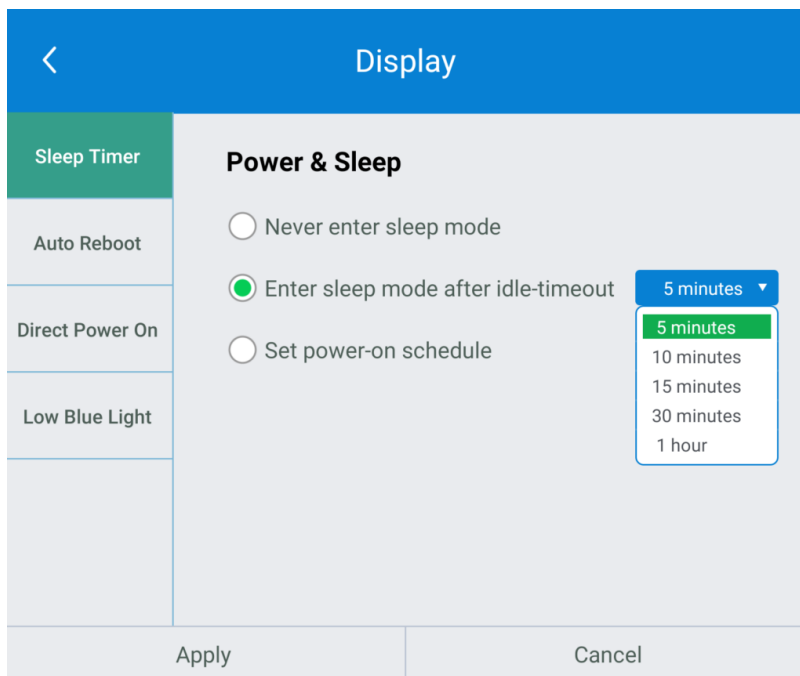 Display
Sleep Timer
Auto Reboot
Direct Power On
Low Blue Light
Power & Sleep
Never enter sleep mode
Enter sleep mode after idle-timeout
5 minutes
5 minutes
10 minutes
15 minutes
30 minutes
1 hour
Set power-on schedule
Apply
Cancel